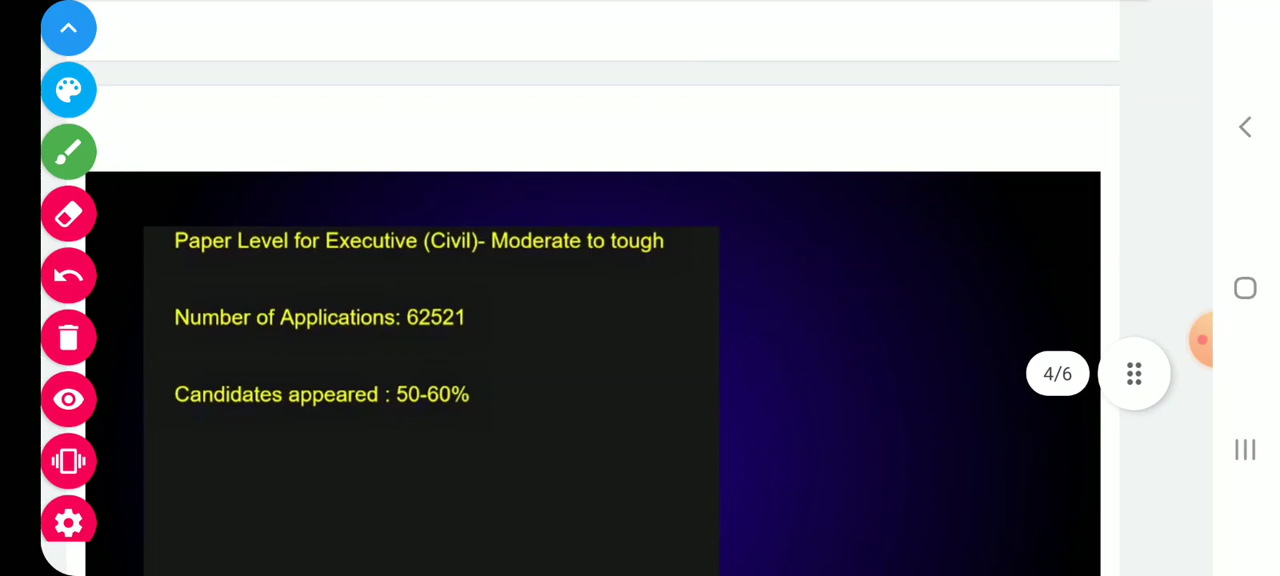 Paper Level for Executive (Civil)- Moderate to tough
Number of Applications: 62521
Candidates appeared : 50-60%
4/6